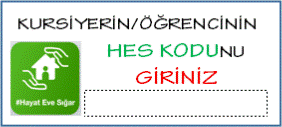 KURSİYERİN/ÖĞRENCİNİN
HES KODUNU
GİRİNİZ
#Hayat Eve Sığar